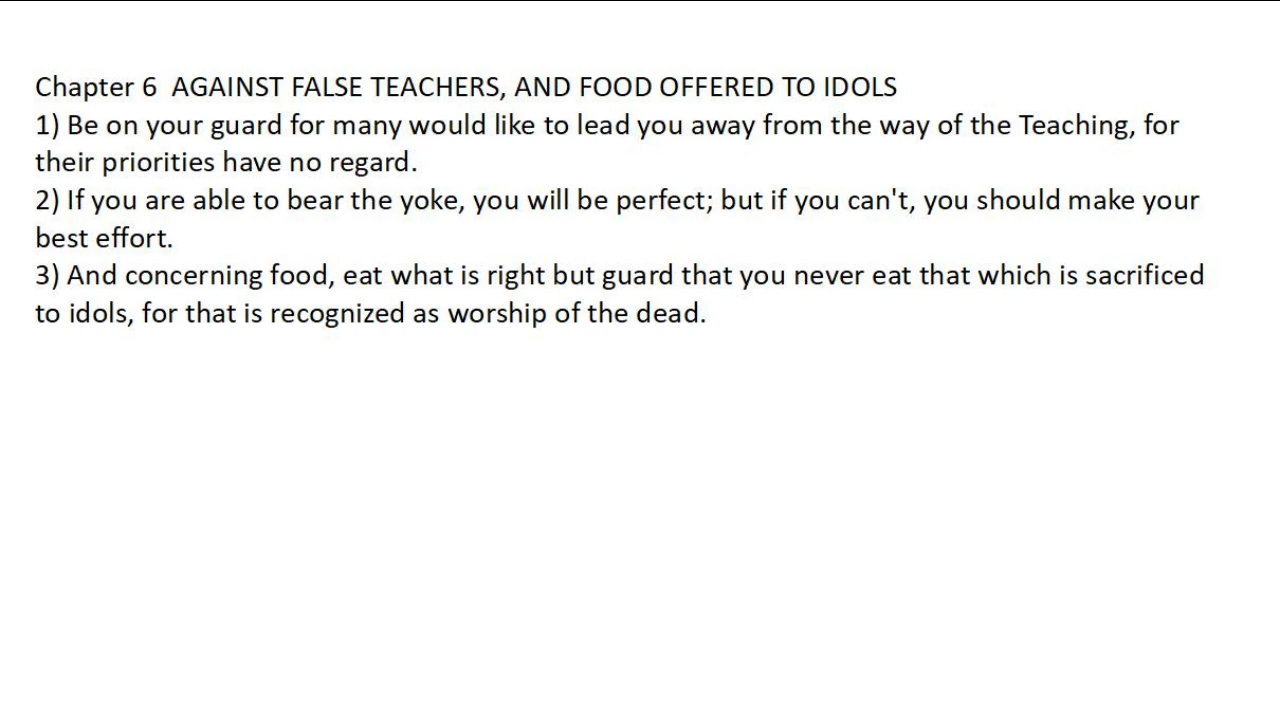 Chapter 6  AGAINST FALSE TEACHERS, AND FOOD OFFERED TO IDOLS
1) Be on your guard for many would like to lead you away from the way of the Teaching, for
their priorities have no regard.
2) If you are able to bear the yoke, you will be perfect; but if you can't, you should make your
best effort.
3) And concerning food, eat what is right but guard that you never eat that which is sacrificed
to idols, for that is recognized as worship of the dead.